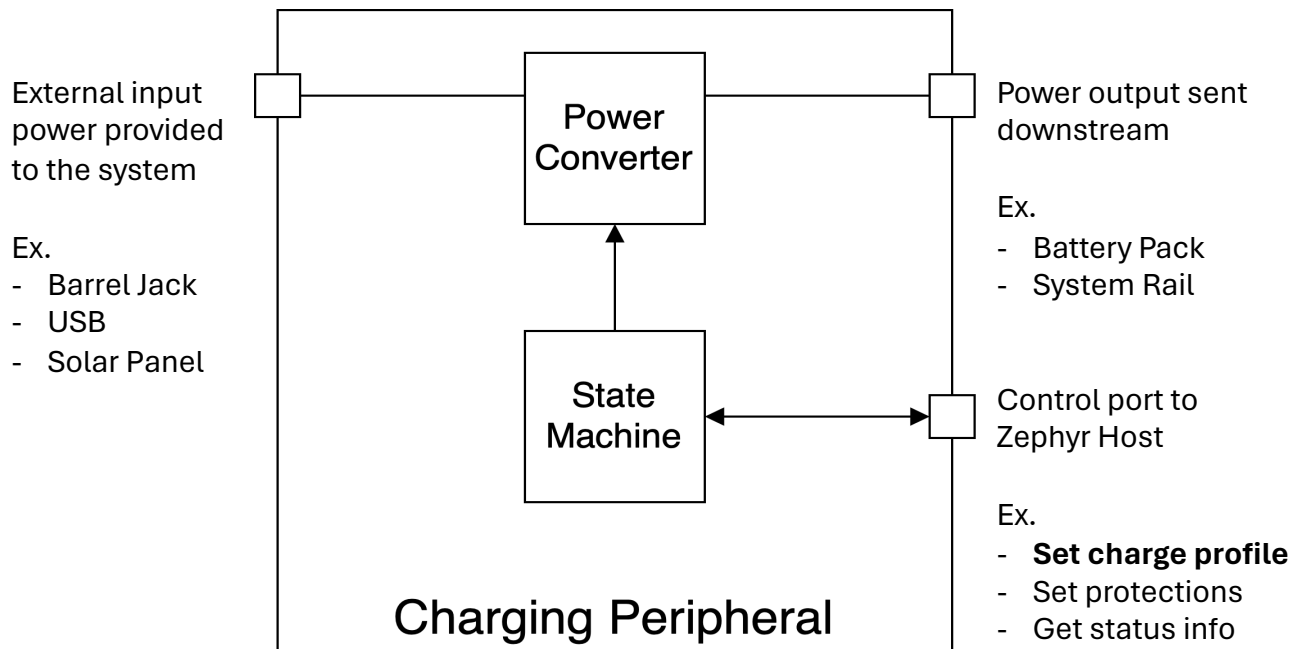 External input
power provided
to the system
Ex.
- Barrel Jack
- USB
- Solar Panel
Power
Converter
State
Machine
Charging Peripheral
Power output sent
downstream
Ex.
- Battery Pack
- System Rail
Control port to
Zephyr Host
Ex.
- Set charge profile
- Set protections
- Get status info